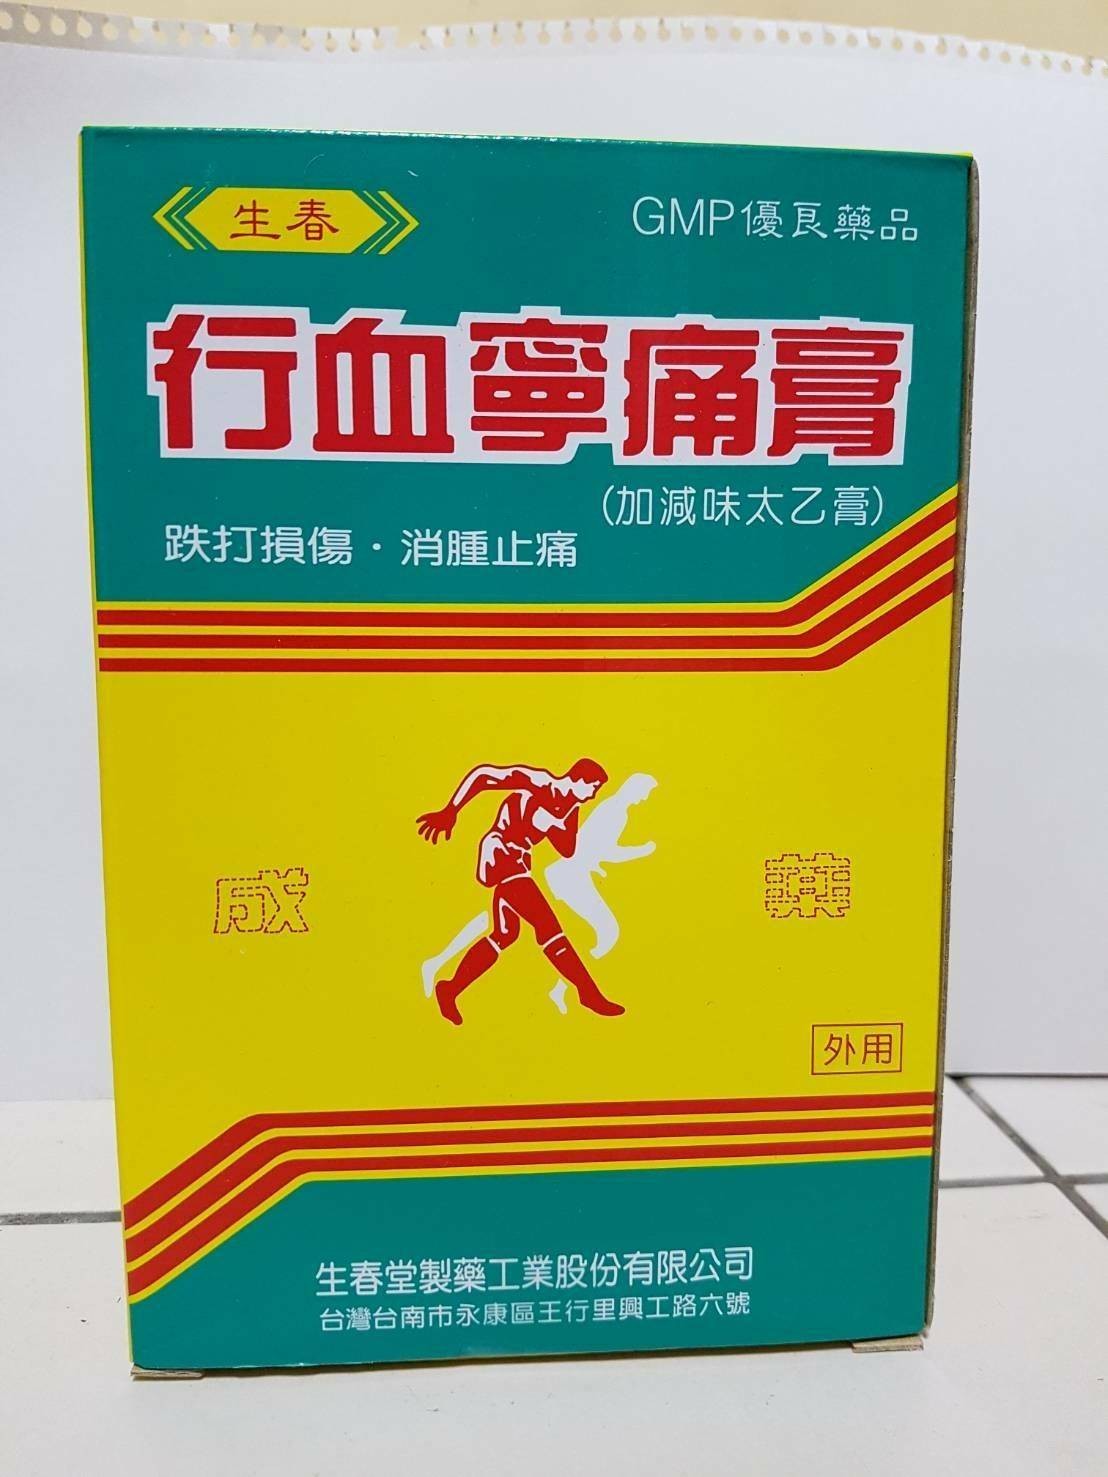 生春
GMP優良藥品
行血寧痛膏
(加減味太乙膏)
跌打損傷・消腫止痛
成 藥
外用
生春堂製藥工業股份有限公司
台灣台南市永康區王行里興工路六號